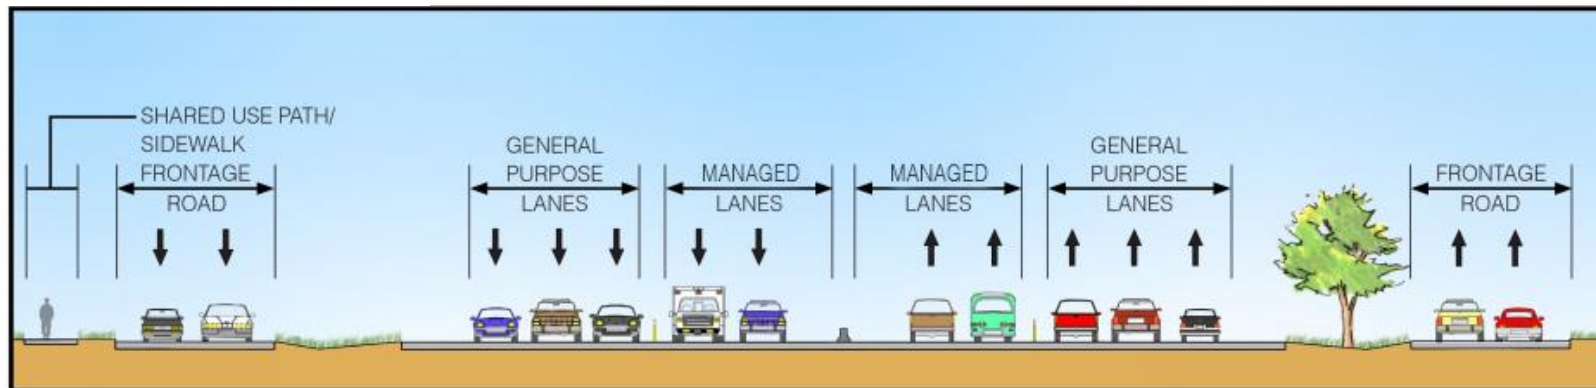 SHARED USE PATH/
SIDEWALK
FRONTAGE
ROAD
GENERAL
PURPOSE
LANES
MANAGED
LANES
MANAGED
LANES
GENERAL
PURPOSE
LANES
FRONTAGE
ROAD